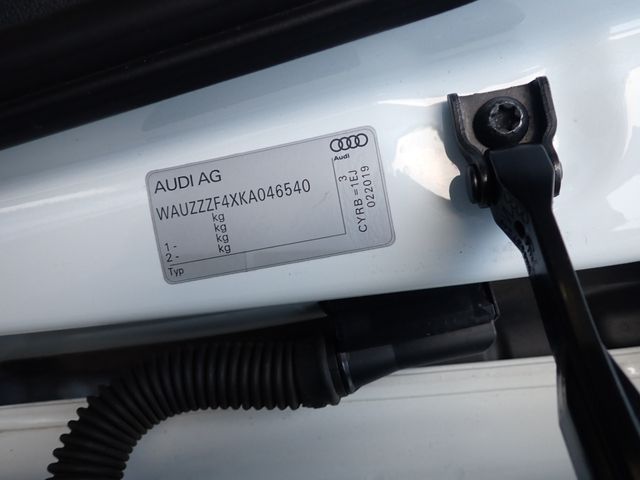 AUDI AG
WAUZZZF4XKA046540
kg
kg
1- kg
2- kg
Typ
Audi
3
CYRB=1EJ
022019